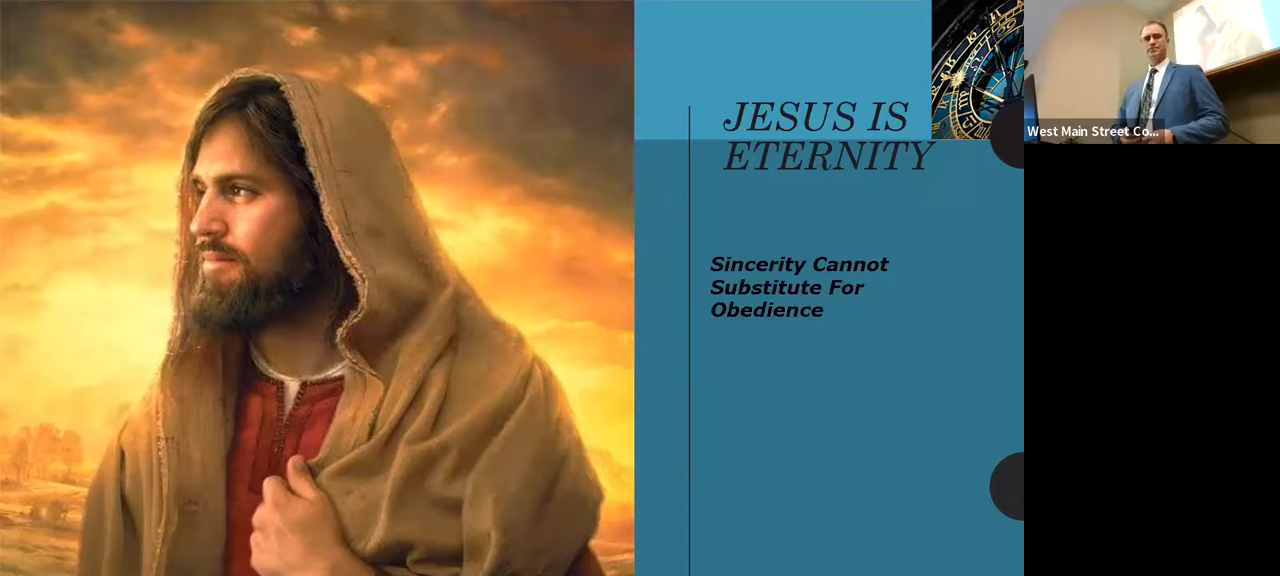 JESUS IS
ETERNITY
Sincerity Cannot
Substitute For
Obedience
West Main Street Co...